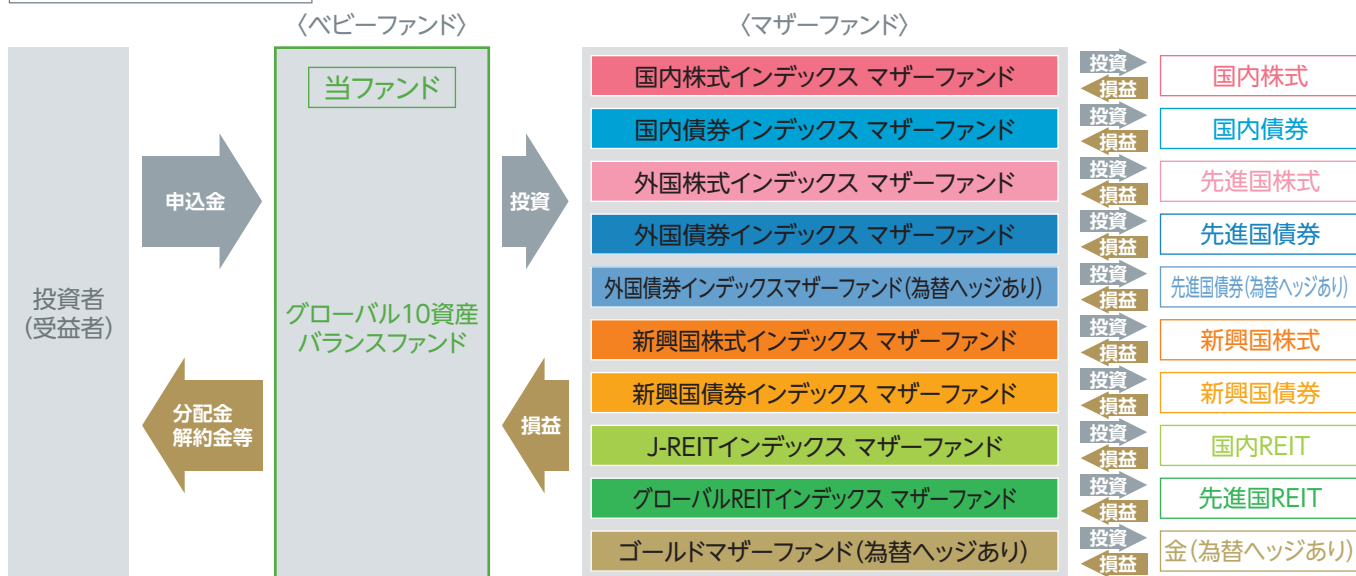 〈ベビーファンド〉
〈マザーファンド〉
投資者
(受益者)
申込金
分配金
解約金等
当ファンド
グローバル10資産
バランスファンド
投資
損益
国内株式インデックス マザーファンド
投資
損益
国内株式
国内債券インデックス マザーファンド
投資
損益
国内債券
外国株式インデックス マザーファンド
投資
損益
先進国株式
外国債券インデックス マザーファンド
投資
損益
先進国債券
外国債券インデックスマザーファンド(為替ヘッジあり)
投資
損益
先進国債券(為替ヘッジあり)
新興国株式インデックス マザーファンド
投資
損益
新興国株式
新興国債券インデックス マザーファンド
投資
損益
新興国債券
J-REITインデックス マザーファンド
投資
損益
国内REIT
グローバルREITインデックス マザーファンド
投資
損益
先進国REIT
ゴールドマザーファンド(為替ヘッジあり)
投資
損益
金(為替ヘッジあり)